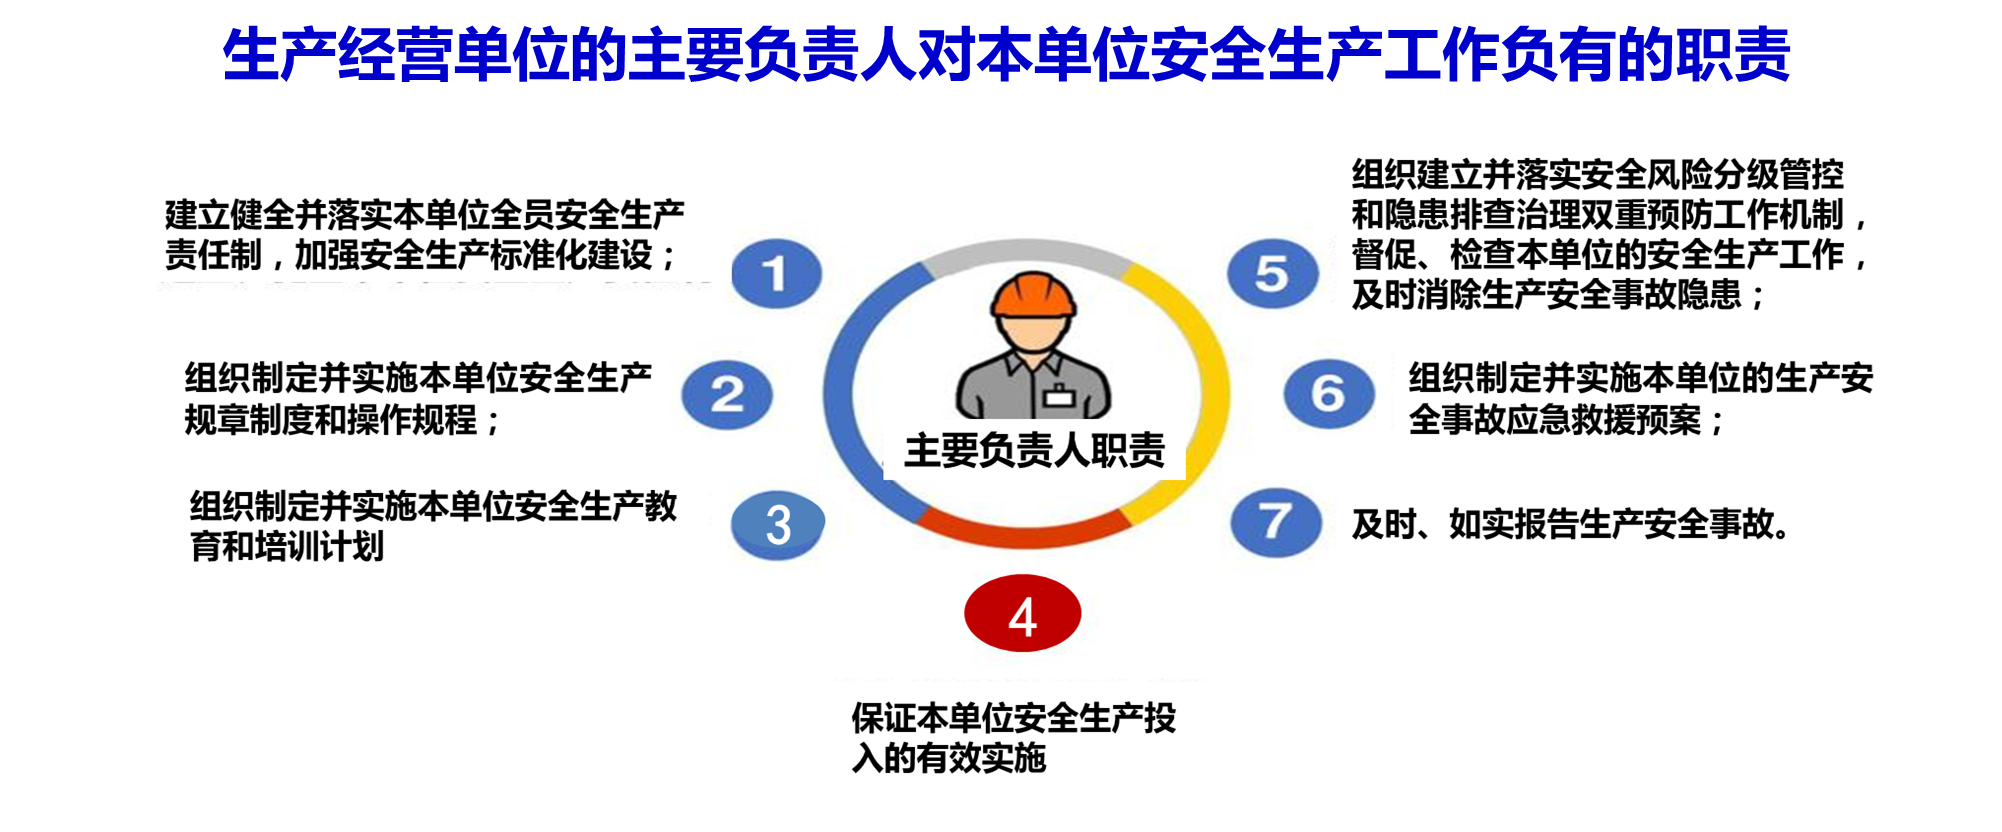 生产经营单位的主要负责人对本单位安全生产工作负有的职责
建立健全并落实本单位全员安全生产
责任制，加强安全生产标准化建设；
1
组织制定并实施本单位安全生产
规章制度和操作规程；
2
组织制定并实施本单位安全生产教
育和培训计划
3
主要负责人职责
4
保证本单位安全生产投
入的有效实施
5
组织建立并落实安全风险分级管控
和隐患排查治理双重预防工作机制，
督促、检查本单位的安全生产工作，
及时消除生产安全事故隐患；
6
组织制定并实施本单位的生产安
全事故应急救援预案；
7
及时、如实报告生产安全事故。